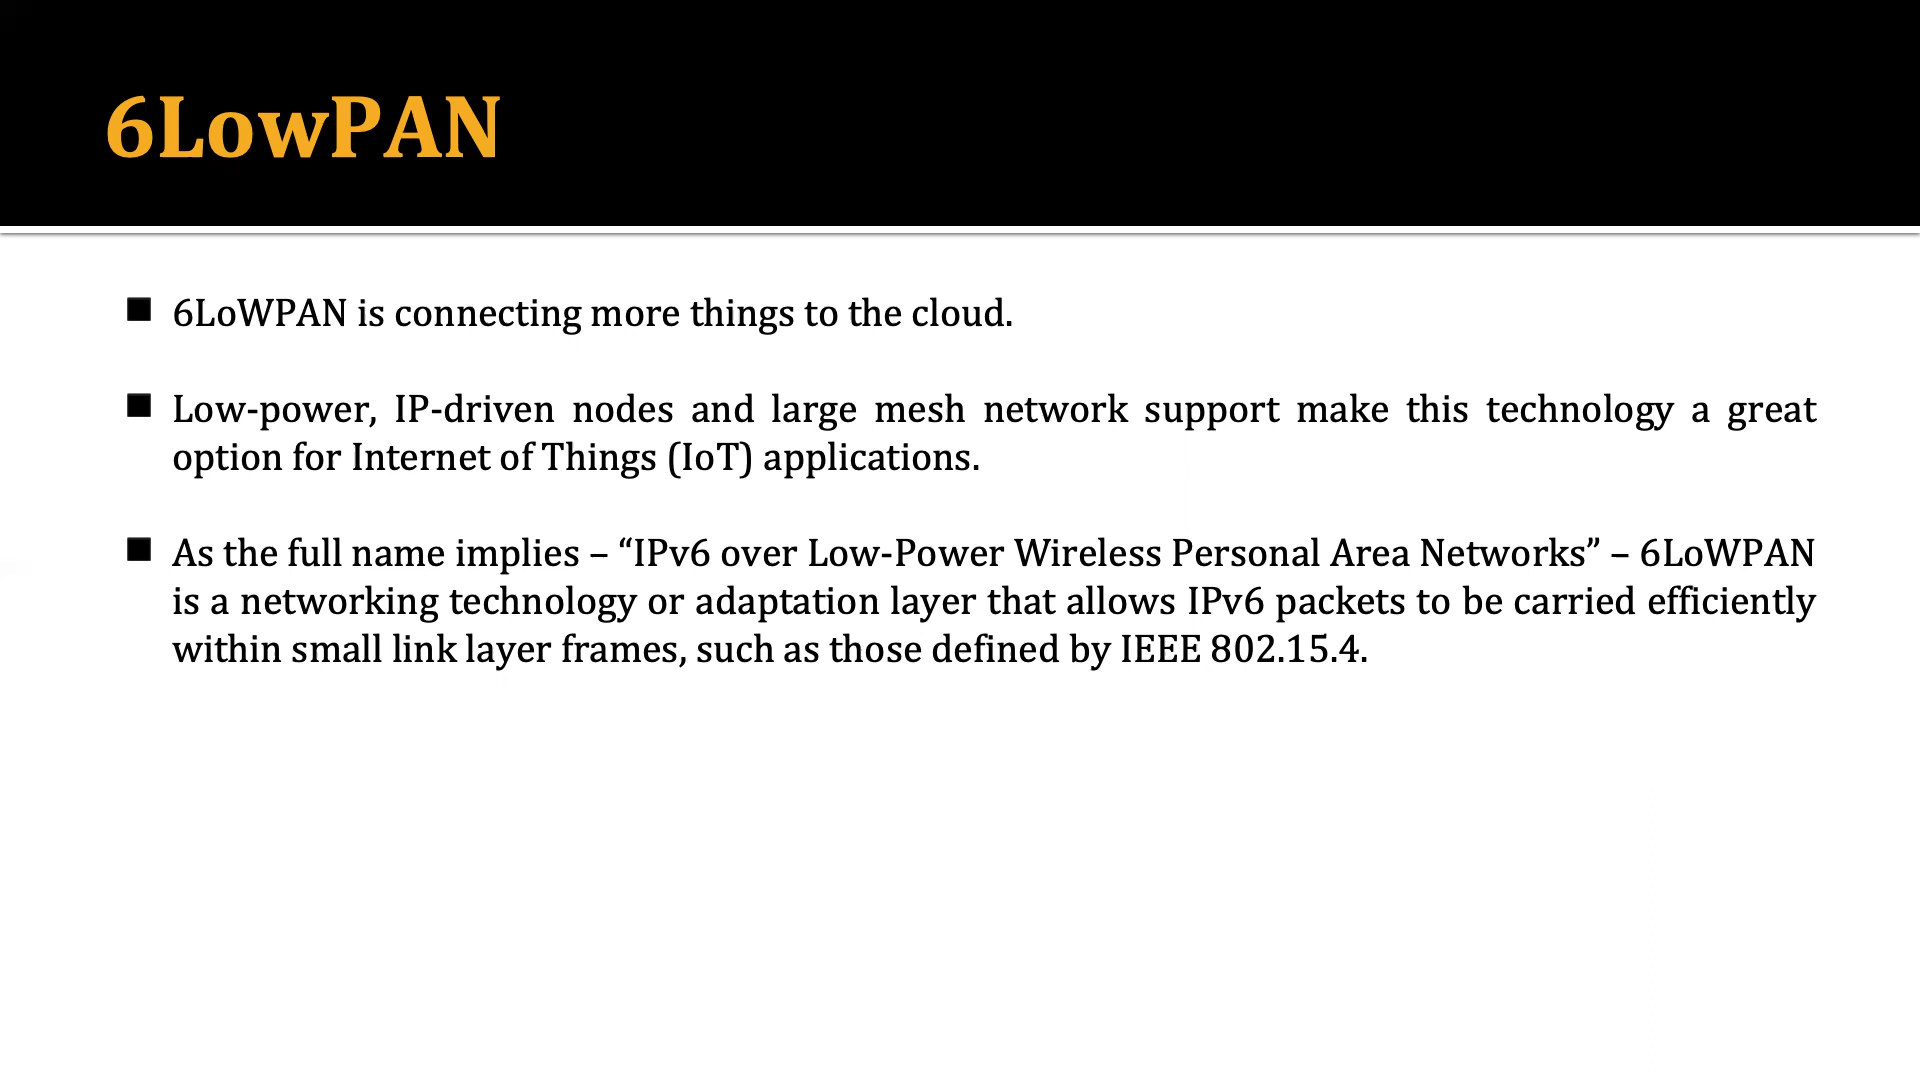 6LowPAN
■ 6LoWPAN is connecting more things to the cloud.
■ Low-power, IP-driven nodes and large mesh network support make this technology a great
option for Internet of Things (IoT) applications.
■ As the full name implies – “IPv6 over Low-Power Wireless Personal Area Networks” – 6LoWPAN
is a networking technology or adaptation layer that allows IPv6 packets to be carried efficiently
within small link layer frames, such as those defined by IEEE 802.15.4.